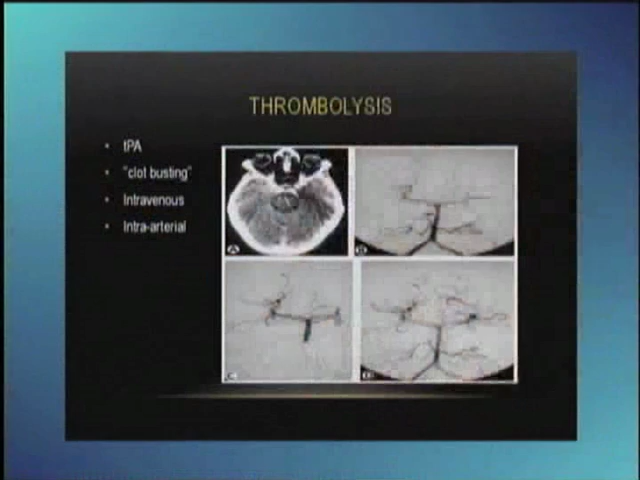 THROMBOLYSIS
• tPA
• "clot busting"
• Intravenous
• Intra-arterial
A
B
C
D